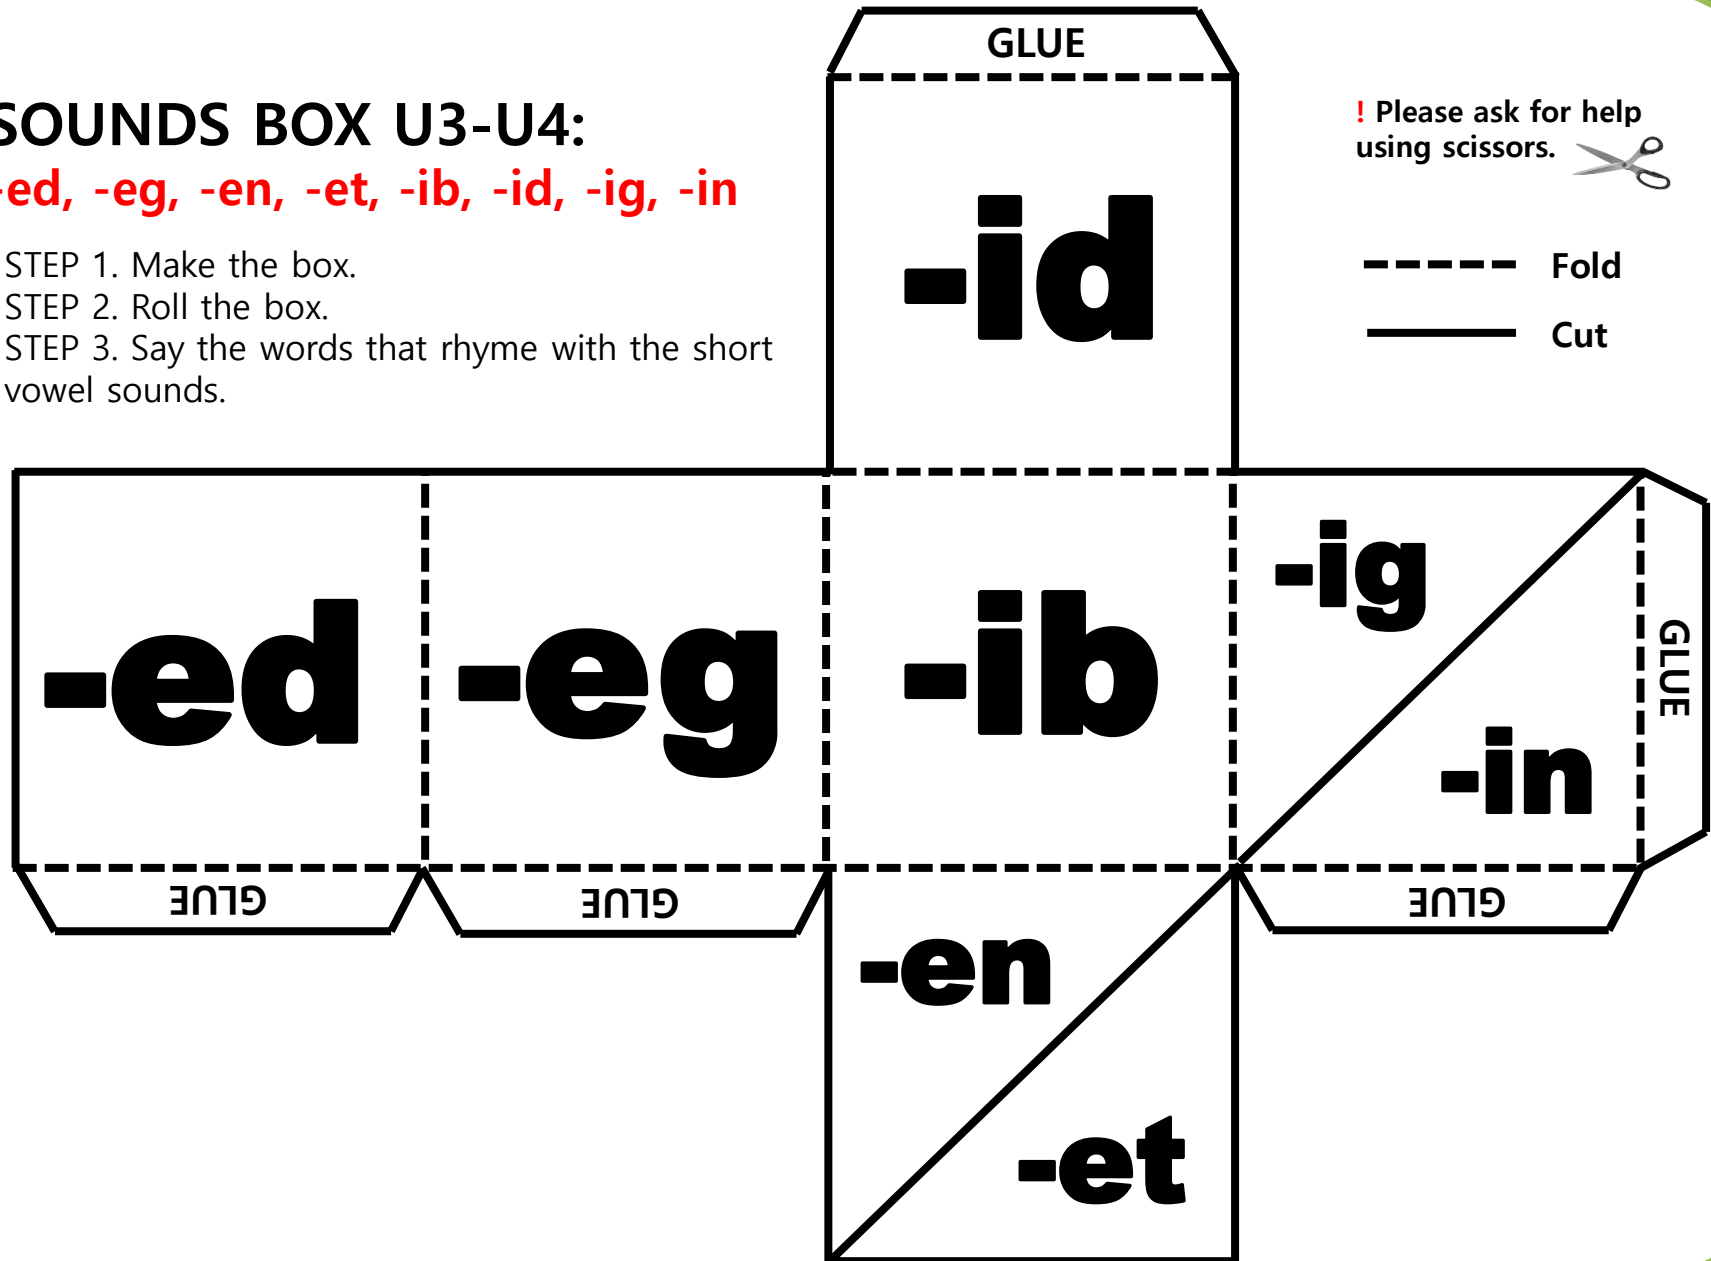 SOUNDS BOX U3-U4:
-ed, -eg, -en, -et, -ib, -id, -ig, -in
STEP 1. Make the box.
STEP 2. Roll the box.
STEP 3. Say the words that rhyme with the short
vowel sounds.
GLUE
! Please ask for help
using scissors.
Fold
Cut
-id
-ed
-eg
-ib
-ig
-in
GLUE
GLUE
GLUE
GLUE
-en
-et